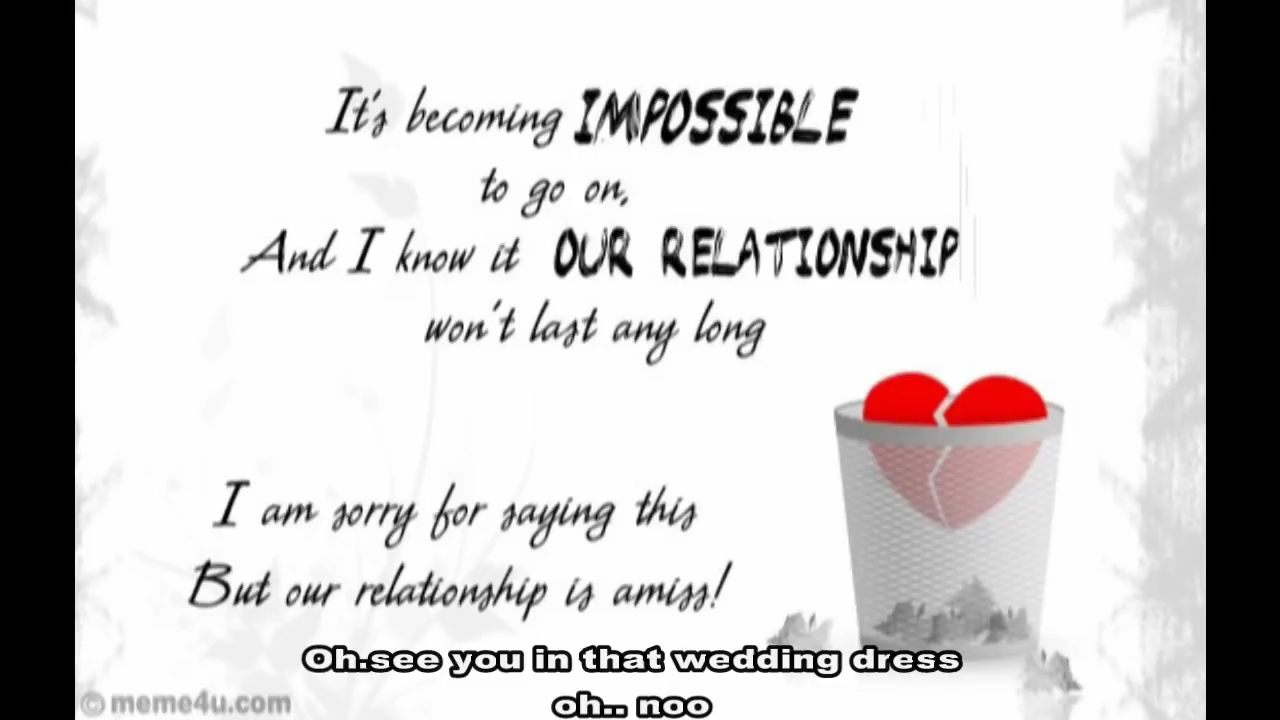 It's becoming IMPOSSIBLE
to go on,
And I know it OUR RELATIONSHIP
won't last any long
I am sorry for saying this
But our relationship is amiss!
Oh.see you in that wedding dress
oh.. noo
© meme4u.com